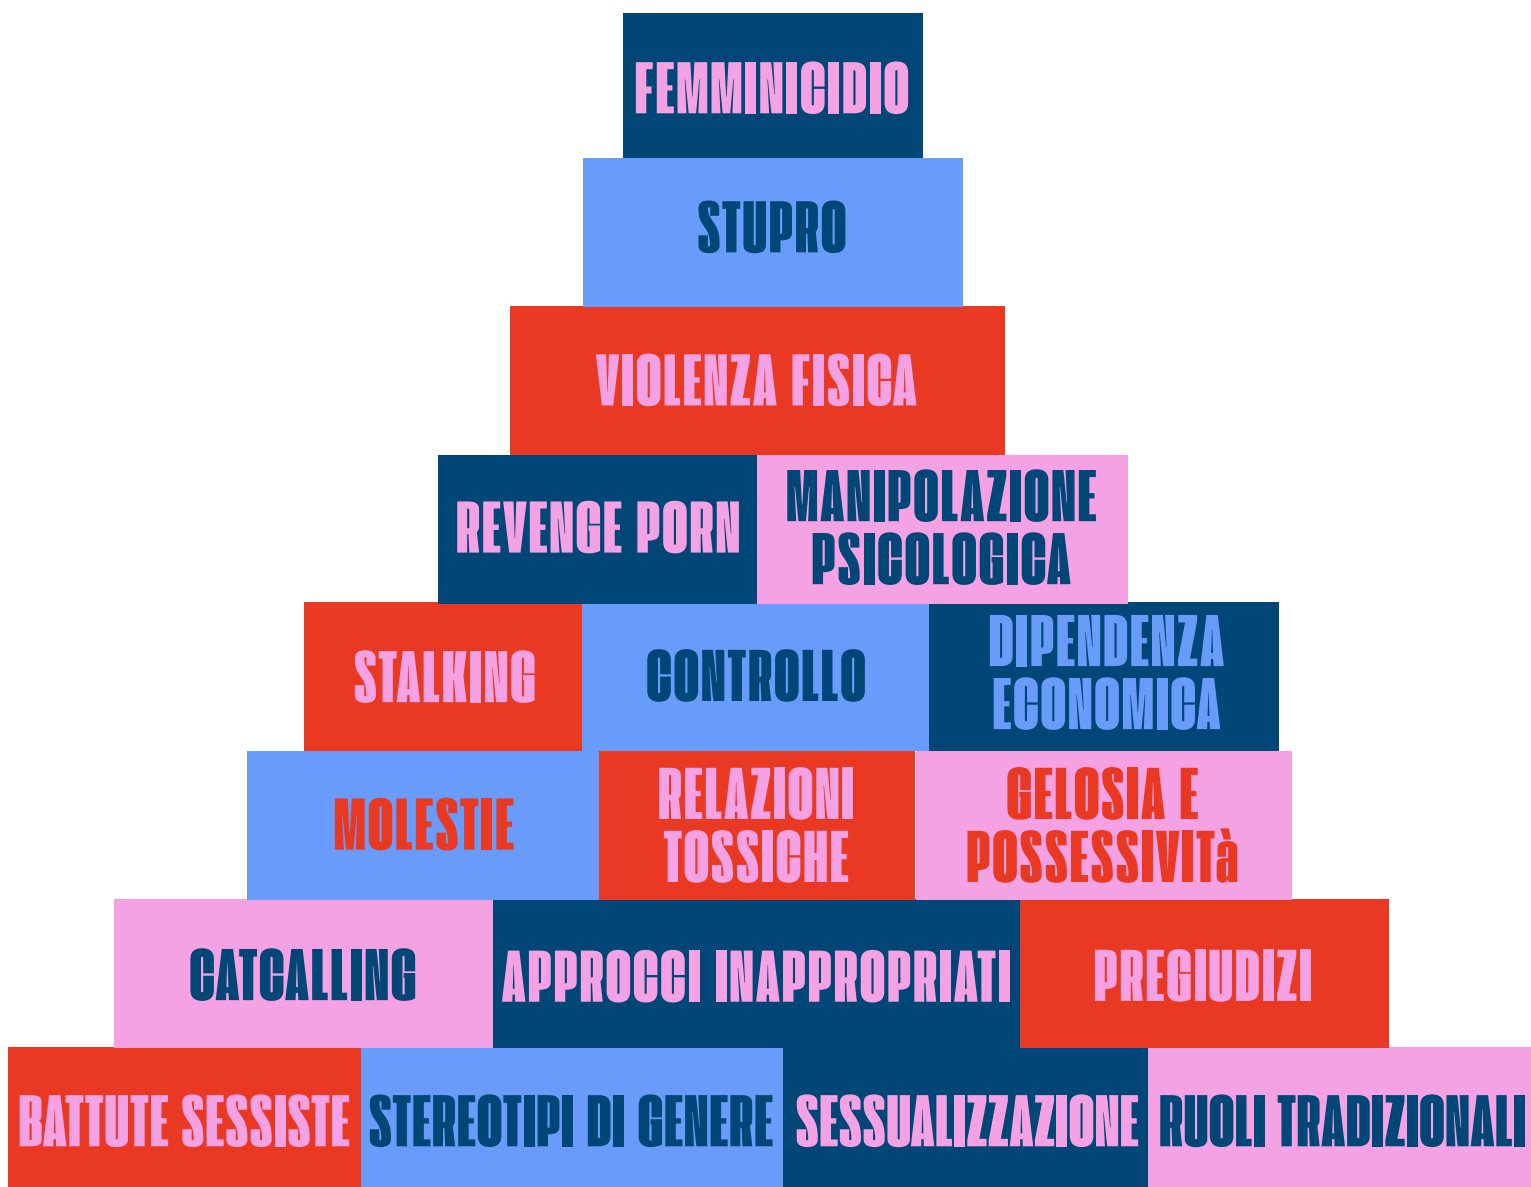 FEMMINICIDIO
STUPRO
VIOLENZA FISICA
REVENGE PORN
MANIPOLAZIONE
PSICOLOGICA
STALKING
CONTROLLO
DIPENDENZA
ECONOMICA
MOLESTIE
RELAZIONI
TOSSICHE
GELOSIA E
POSSESSIVITà
CATCALLING
APPROCCI INAPPROPRIATI
PREGIUDIZI
BATTUTE SESSISTE
STEREOTIPI DI GENERE
SESSUALIZZAZIONE
RUOLI TRADIZIONALI